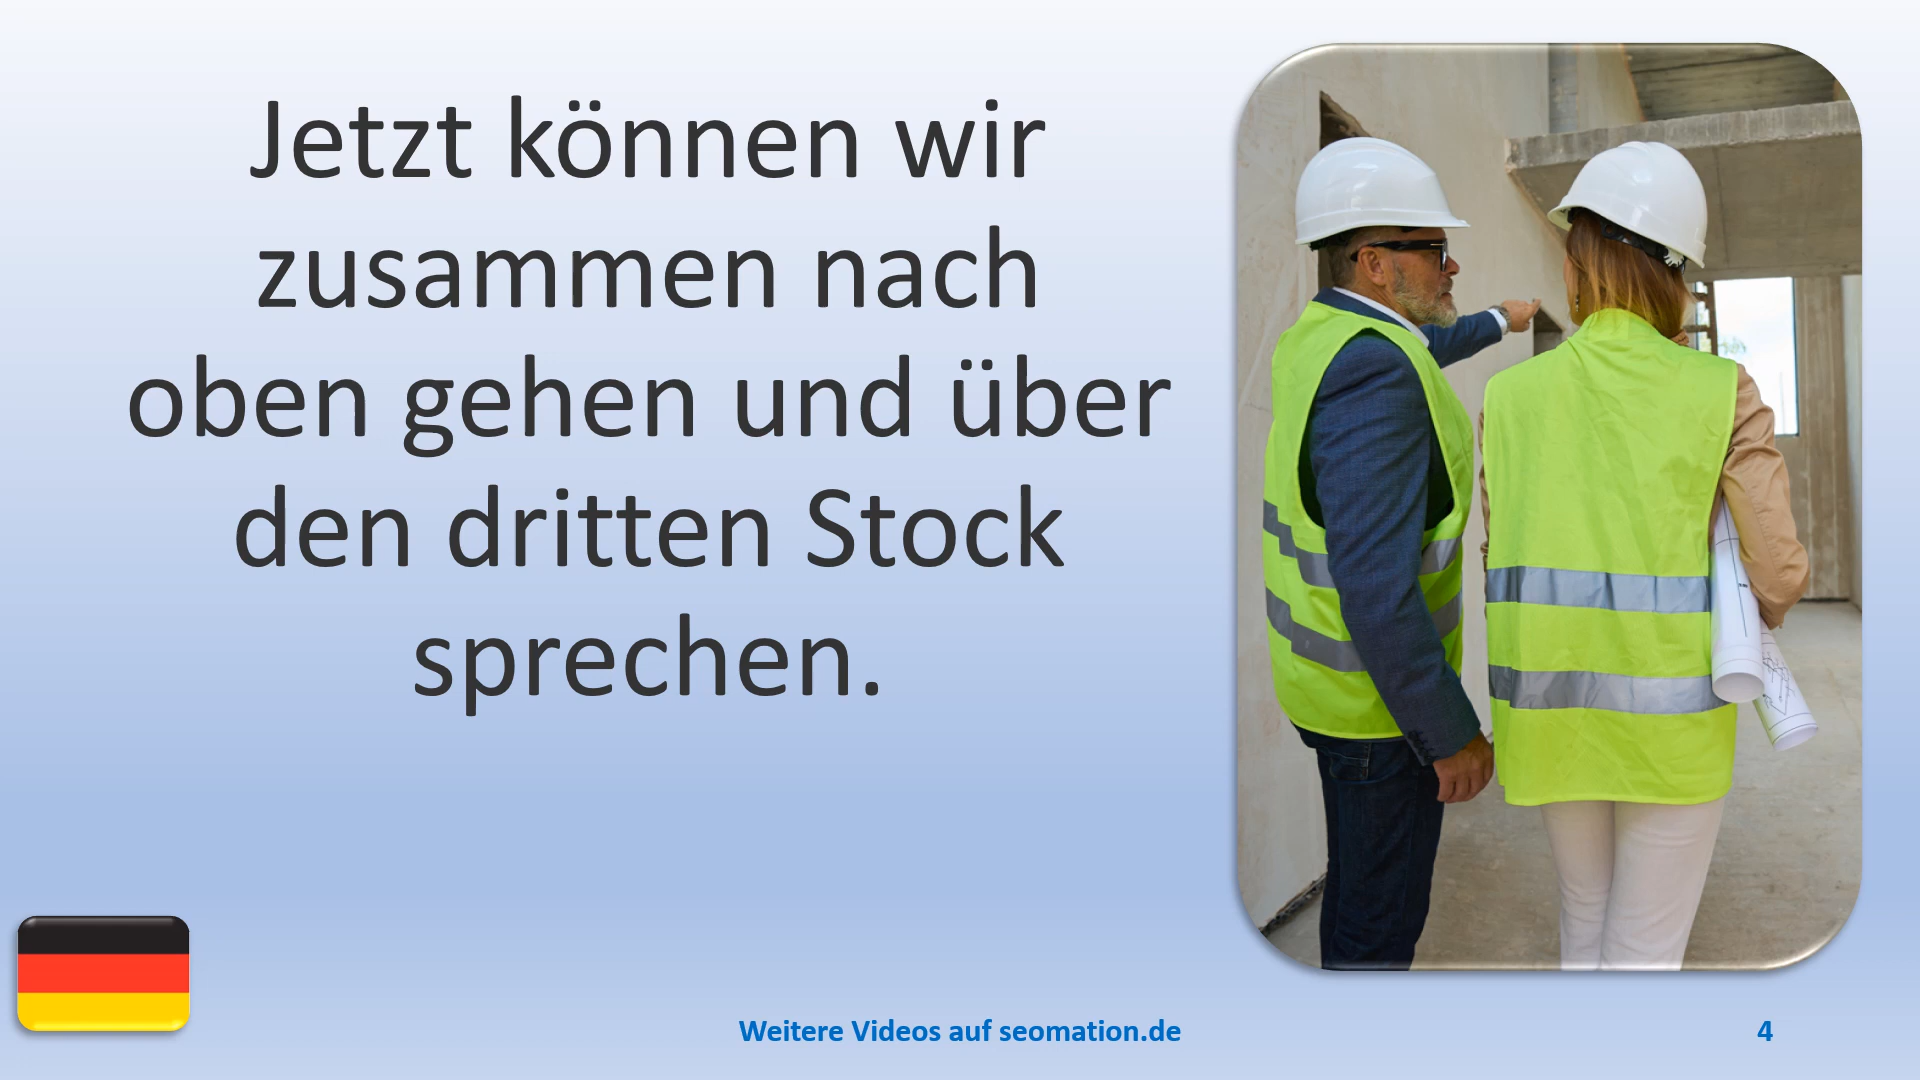 Jetzt können wir
zusammen nach
oben gehen und über
den dritten Stock
sprechen.
Weitere Videos auf seomation.de
4